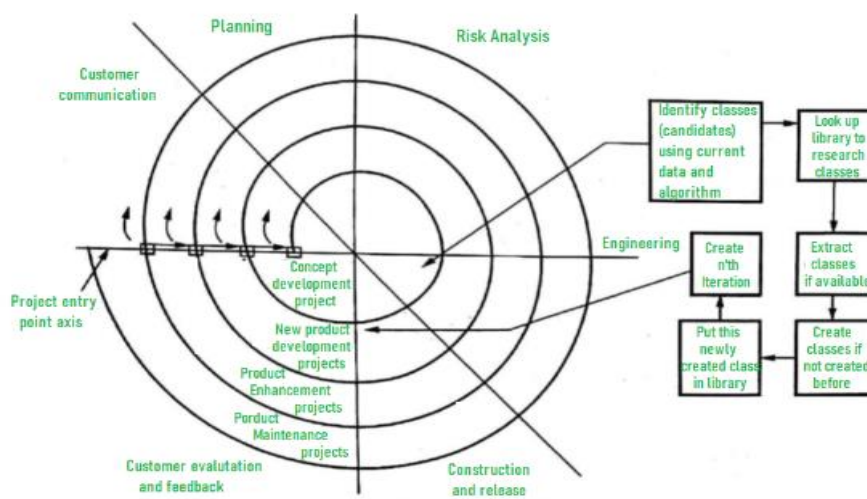 Planning
Risk Analysis
Customer
communication
Identify classes
(candidates)
using current
data and
algorithm
Look up
library to
research
classes
Engineering
Create
n'th
Iteration
Extract
classes
if available
Project entry
point axis
Concept
development
project
New product
development
projects
Put this
newly
created class
in library
Create
classes if
not created
before
Product
Enhancement
projects
Porduct
Maintenance
projects
Customer evalutation
and feedback
Construction
and release